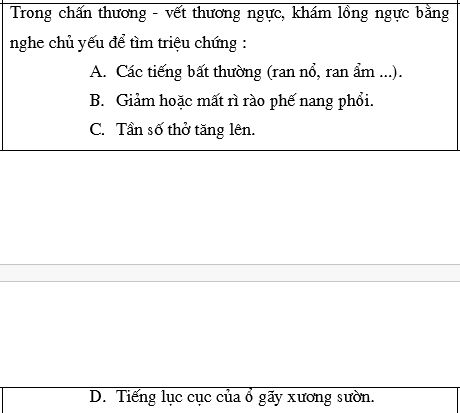 Trong chấn thương - vết thương ngực, khám lồng ngực bằng
nghe chủ yếu để tìm triệu chứng :
A. Các tiếng bất thường (ran nổ, ran ẩm ...).
B. Giảm hoặc mất rì rào phế nang phổi.
C. Tần số thở tăng lên.
D. Tiếng lục cục của ổ gãy xương sườn.